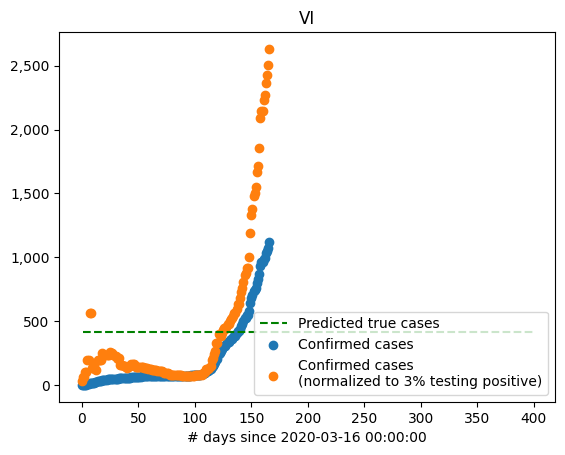 VI
2,500
2,000
1,500
1,000
500
0
0 50 100 150 200 250 300 350 400
# days since 2020-03-16 00:00:00
Predicted true cases
Confirmed cases
Confirmed cases
(normalized to 3% testing positive)